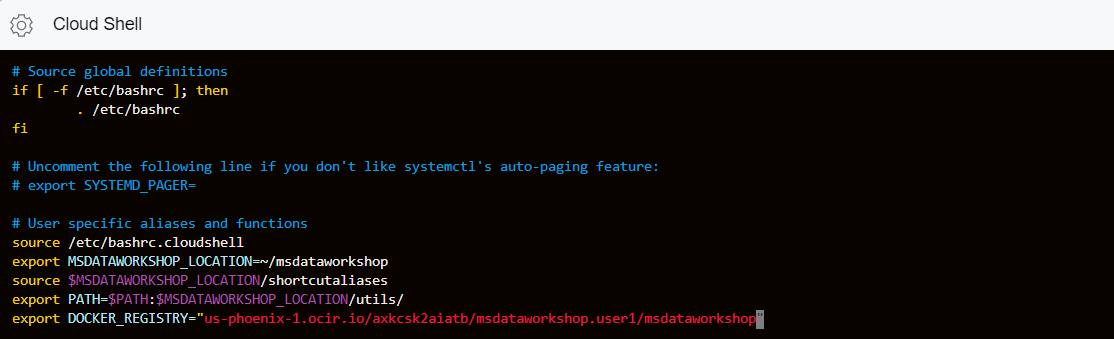 Cloud Shell
# Source global definitions
if [ -f /etc/bashrc ]; then
        . /etc/bashrc
fi
# Uncomment the following line if you don't like systemctl's auto-paging feature:
# export SYSTEMD_PAGER=
# User specific aliases and functions
source /etc/bashrc.cloudshell
export MSDATAWORKSHOP_LOCATION=~/msdataworkshop
source $MSDATAWORKSHOP_LOCATION/shortcutaliases
export PATH=$PATH:$MSDATAWORKSHOP_LOCATION/utils/
export DOCKER_REGISTRY="us-phoenix-1.ocir.io/axkcsk2aiatb/msdataworkshop.user1/msdataworkshop"